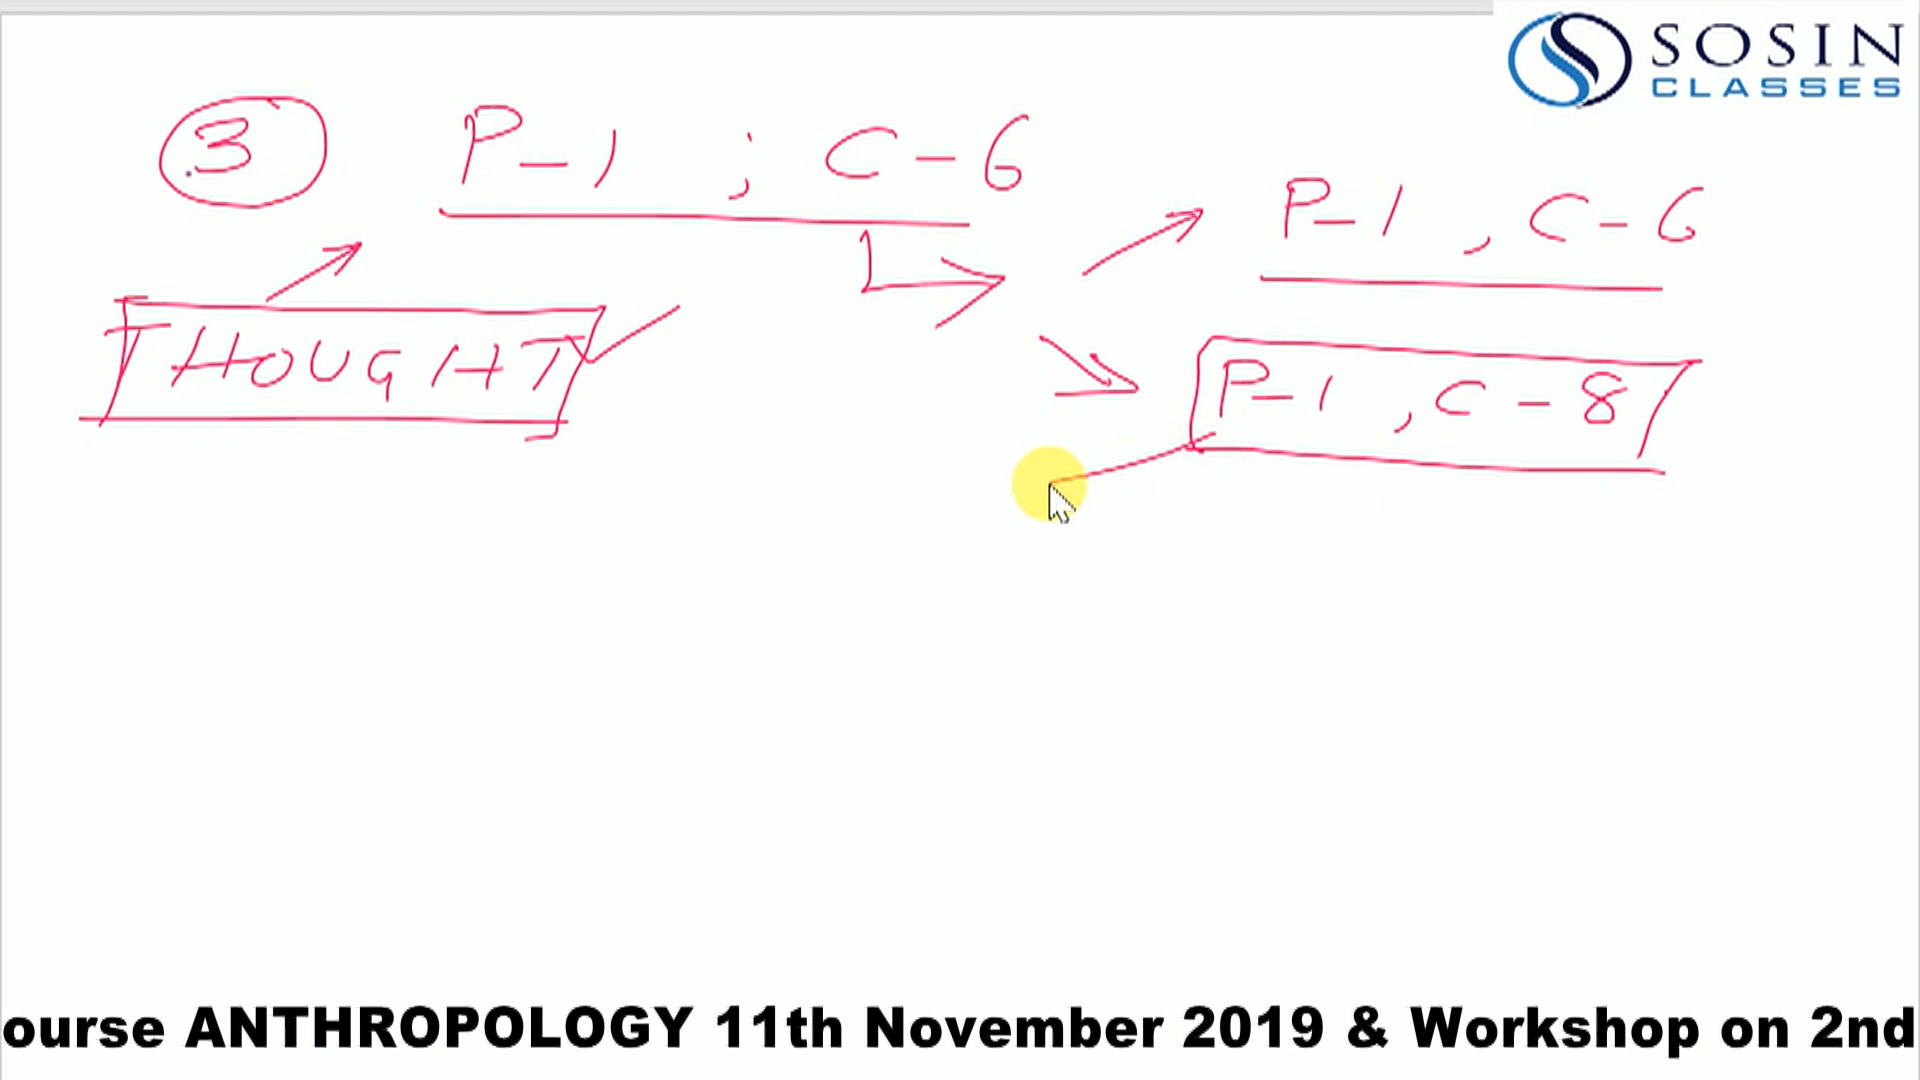 SOSIN
CLASSES
3 P-1 ; C-6
P-1 , C-6
THOUGHT
P-1 , C-8
ourse ANTHROPOLOGY 11th November 2019 & Workshop on 2nd